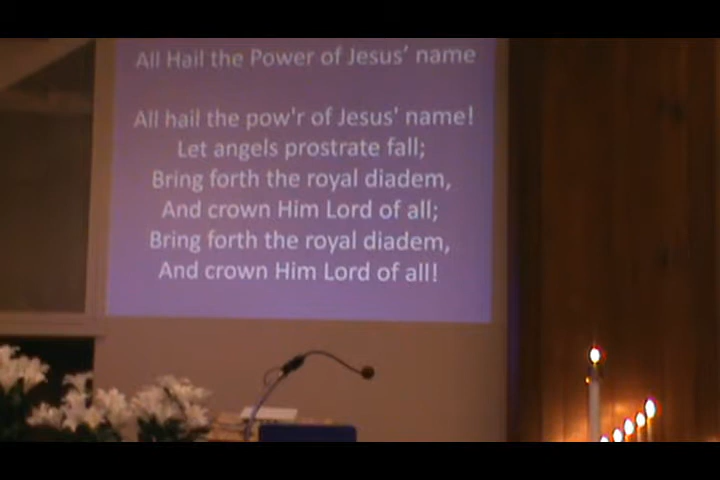 All Hail the Power of Jesus’ name
All hail the pow'r of Jesus' name!
Let angels prostrate fall;
Bring forth the royal diadem,
And crown Him Lord of all;
Bring forth the royal diadem,
And crown Him Lord of all!